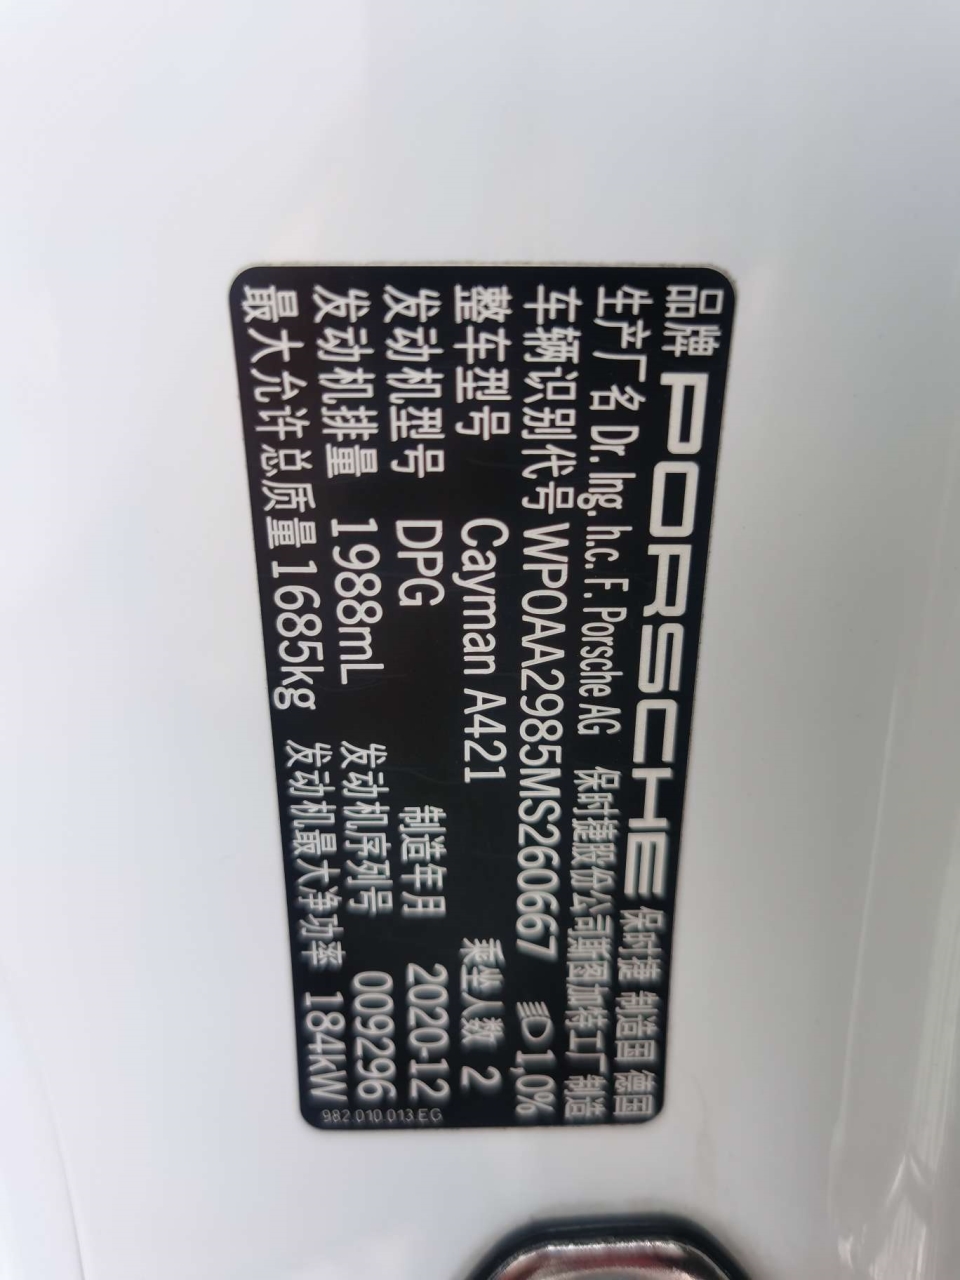 品牌 PORSCHE 保时捷 制造国 德国
生产厂名 Dr. Ing. h.c. F. Porsche AG 保时捷股份公司斯图加特工厂 制造
车辆识别代号 WP0AA2985MS260667 1,0%
整车型号 Cayman A421 乘坐人数 2
发动机型号 DPG 制造年月 2020-12
发动机排量 1988mL 发动机序列号 009296
最大允许总质量 1685kg 发动机最大净功率 184kW
982.010.013.EG